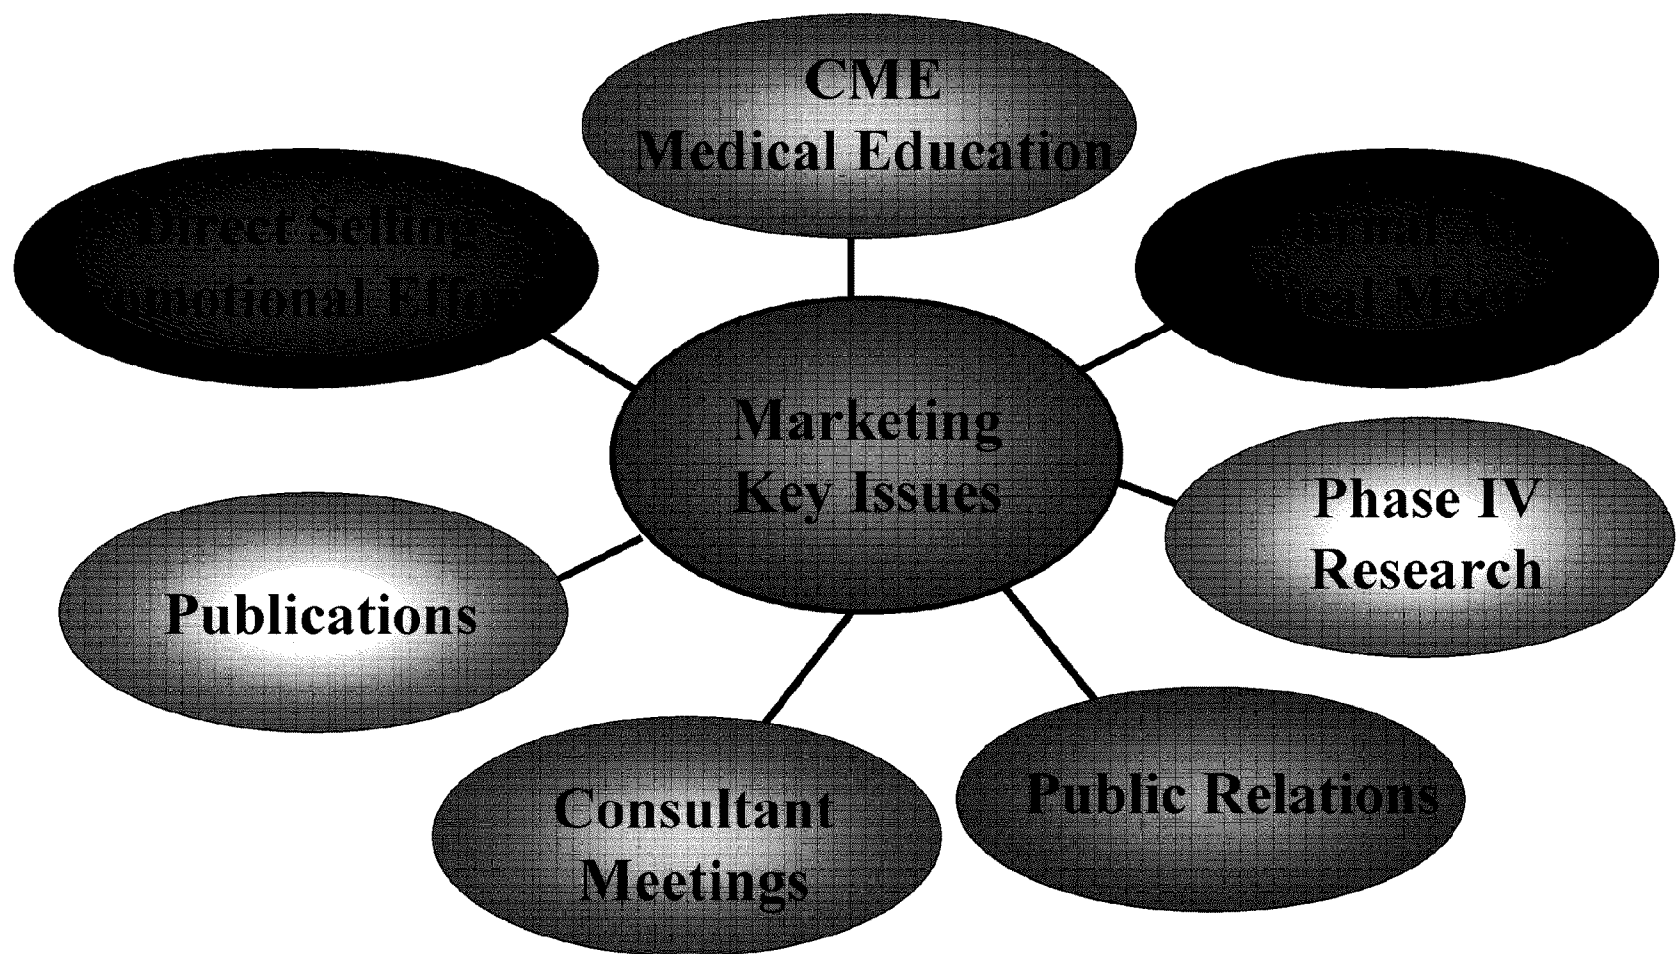 CME
Medical Education
Direct Selling
Marketing
Key Issues
Phase IV
Research
Publications
Public Relations
Consultant
Meetings